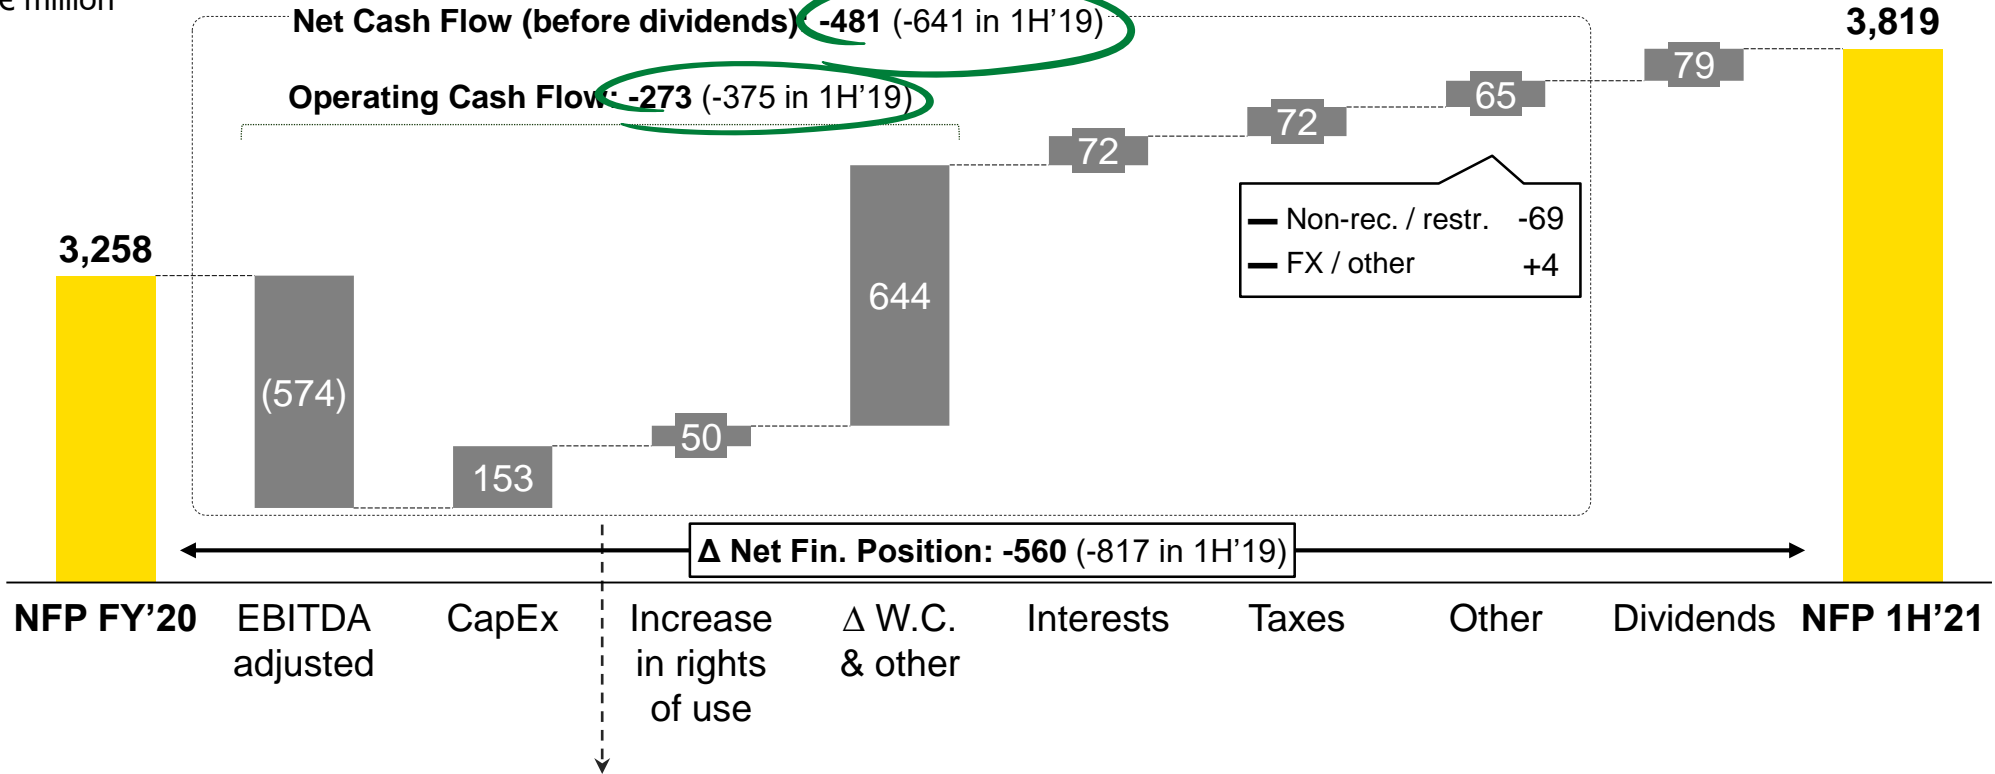 € million
Net Cash Flow (before dividends): -481 (-641 in 1H’19)
3,819
Operating Cash Flow: -273 (-375 in 1H’19)
79
65
72
72
Non-rec. / restr. -69
FX / other +4
3,258
644
(574)
50
153
Δ Net Fin. Position: -560 (-817 in 1H’19)
NFP FY’20 EBITDA adjusted CapEx Increase in rights of use Δ W.C. & other Interests Taxes Other Dividends NFP 1H’21